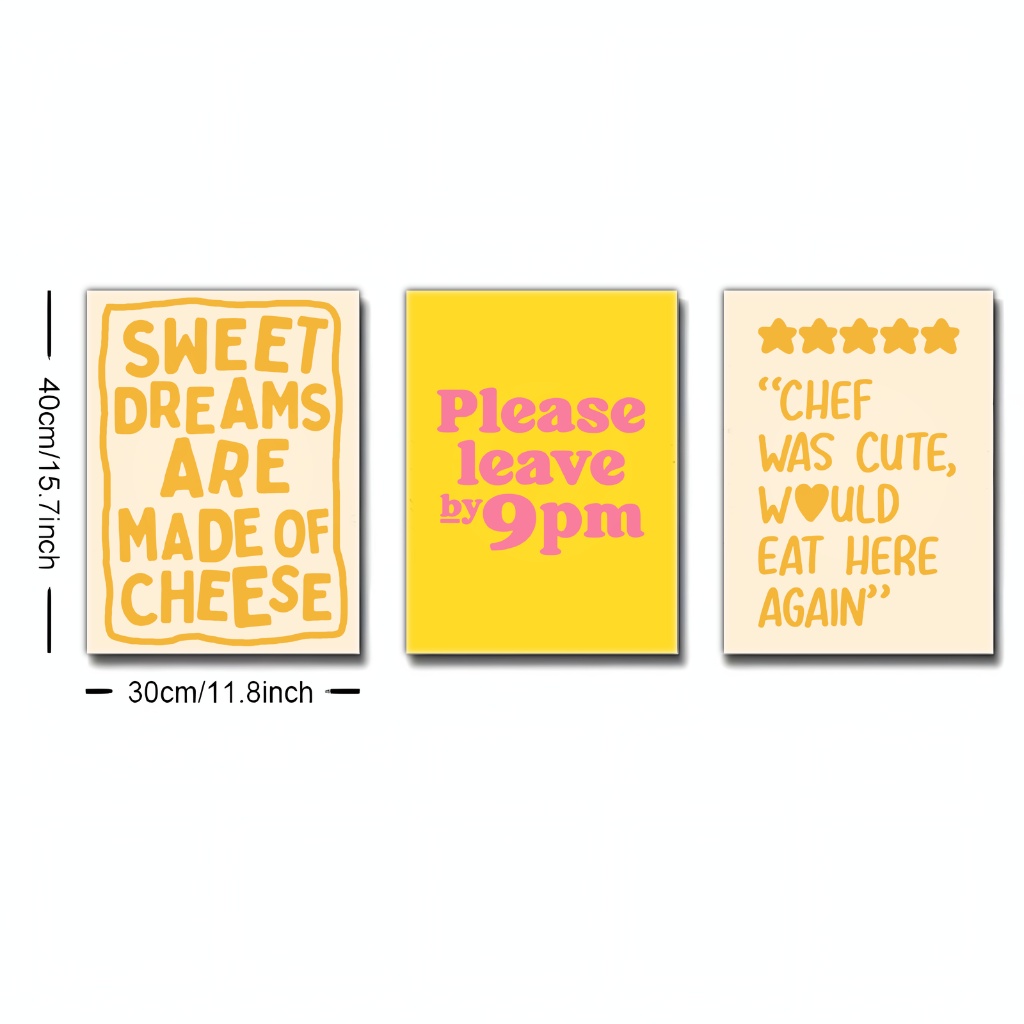 40cm/15.7inch
SWEET
DREAMS
ARE
MADE OF
CHEESE
30cm/11.8inch
Please
leave
by 9pm
“CHEF
WAS CUTE,
W♥ULD
EAT HERE
AGAIN”